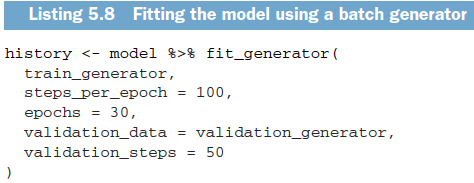 Listing 5.8 Fitting the model using a batch generator
history <- model %>% fit_generator(
  train_generator,
  steps_per_epoch = 100,
  epochs = 30,
  validation_data = validation_generator,
  validation_steps = 50
)